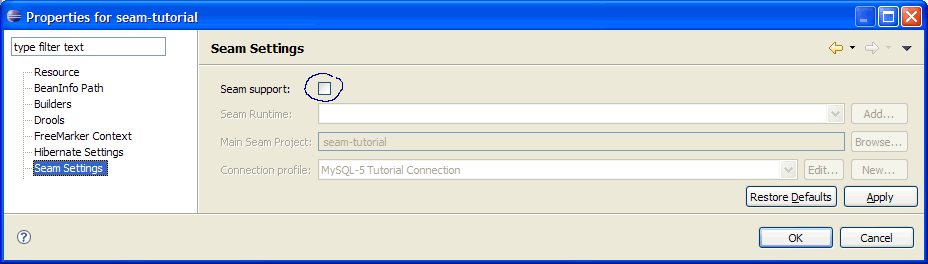 Properties for seam-tutorial
type filter text
Resource
BeanInfo Path
Builders
Drools
FreeMarker Context
Hibernate Settings
Seam Settings
Seam Settings
Seam support:
Seam Runtime: Add...
Main Seam Project: seam-tutorial Browse...
Connection profile: MySQL-5 Tutorial Connection Edit... New...
Restore Defaults Apply
? OK Cancel